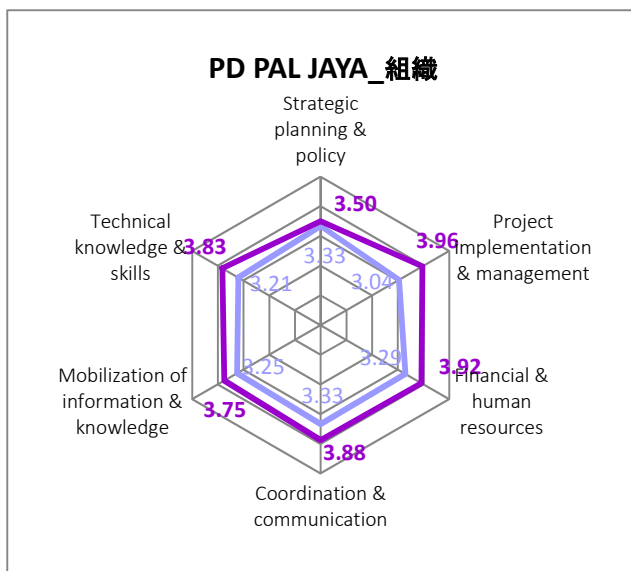 PD PAL JAYA_組織
Strategic
planning &
policy
3.50
3.33
Project
implementation
& management
3.96
3.04
Financial &
human
resources
3.92
3.29
Coordination &
communication
3.88
3.33
Mobilization of
information &
knowledge
3.75
3.25
Technical
knowledge &
skills
3.83
3.21